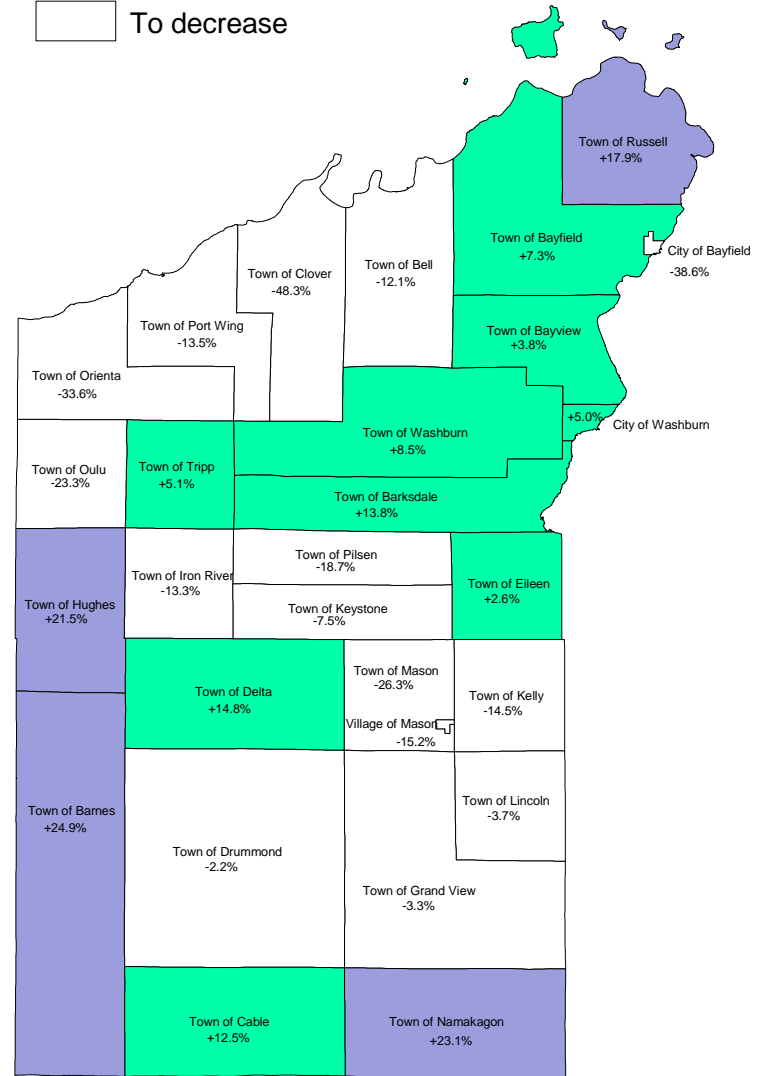 To decrease
Town of Russell
+17.9%
Town of Bayfield
+7.3%
City of Bayfield
-38.6%
Town of Bell
-12.1%
Town of Clover
-48.3%
Town of Port Wing
-13.5%
Town of Bayview
+3.8%
Town of Orienta
-33.6%
+5.0%
City of Washburn
Town of Washburn
+8.5%
Town of Oulu
-23.3%
Town of Tripp
+5.1%
Town of Barksdale
+13.8%
Town of Pilsen
-18.7%
Town of Iron River
-13.3%
Town of Eileen
+2.6%
Town of Hughes
+21.5%
Town of Keystone
-7.5%
Town of Mason
-26.3%
Town of Delta
+14.8%
Town of Kelly
-14.5%
Village of Mason
-15.2%
Town of Barnes
+24.9%
Town of Lincoln
-3.7%
Town of Drummond
-2.2%
Town of Grand View
-3.3%
Town of Cable
+12.5%
Town of Namakagon
+23.1%